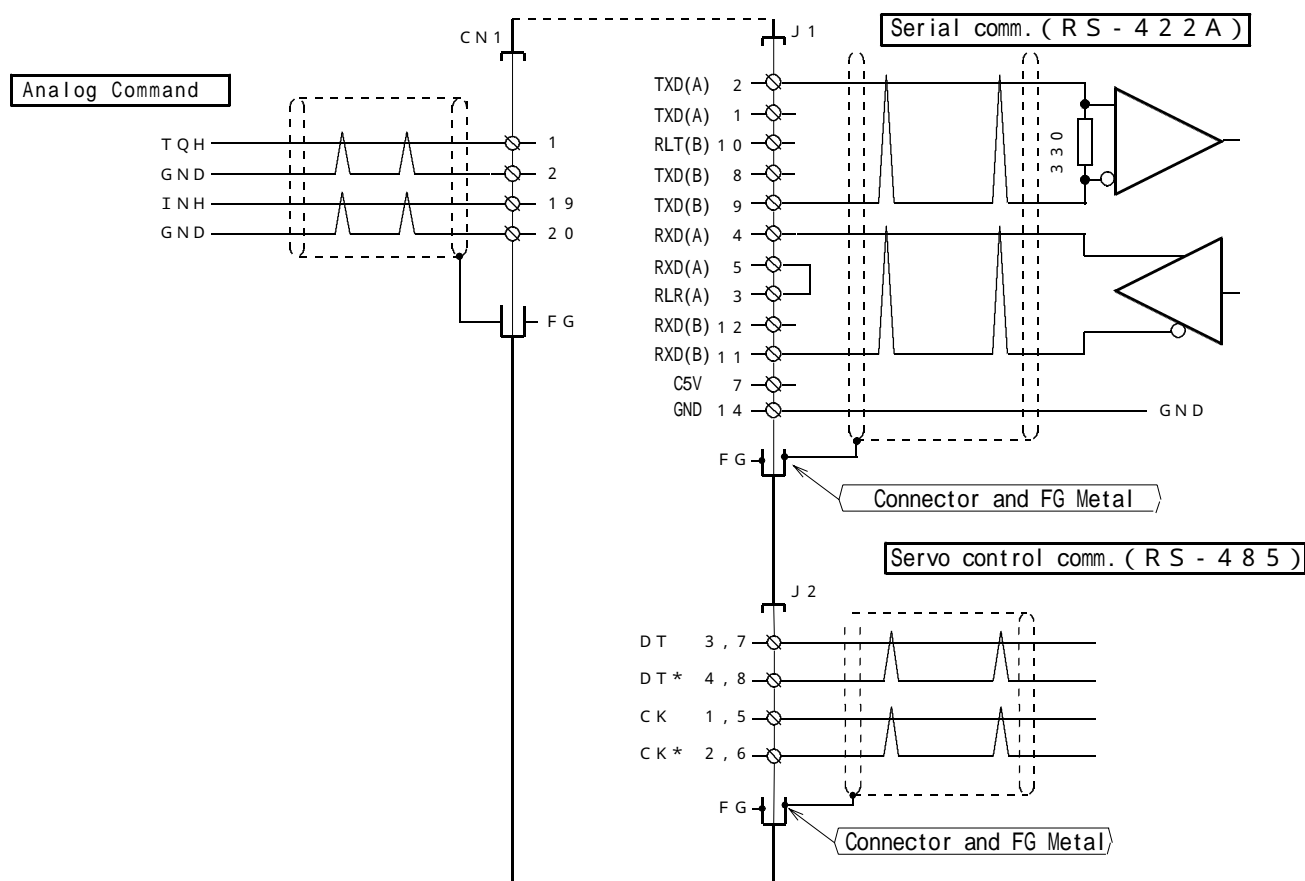 Serial comm. (RS-422A)
CN1
J1
Analog Command
TQH 1
GND 2
INH 19
GND 20
FG
TXD(A) 2
TXD(A) 1
RLT(B) 10
TXD(B) 8
TXD(B) 9
RXD(A) 4
RXD(A) 5
RLR(A) 3
RXD(B) 12
RXD(B) 11
C5V 7
GND 14
330
GND
FG
Connector and FG Metal
Servo control comm. (RS-485)
J2
DT 3,7
DT* 4,8
CK 1,5
CK* 2,6
FG
Connector and FG Metal